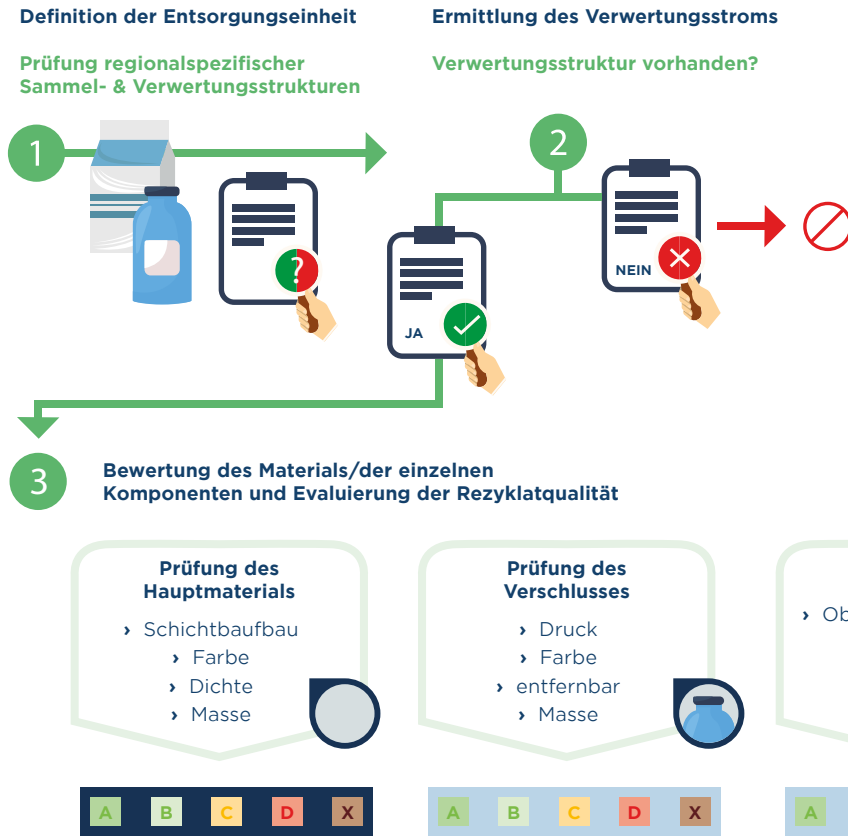 Definition der Entsorgungseinheit
Prüfung regionalspezifischer
Sammel- & Verwertungsstrukturen
Ermittlung des Verwertungsstroms
Verwertungsstruktur vorhanden?
1
?
2
NEIN
JA
3
Bewertung des Materials/der einzelnen
Komponenten und Evaluierung der Rezyklatqualität
Prüfung des
Hauptmaterials
› Schichtbaufbau
› Farbe
› Dichte
› Masse
A B C D X
Prüfung des
Verschlusses
› Druck
› Farbe
› entfernbar
› Masse
A B C D X
› Ob
A